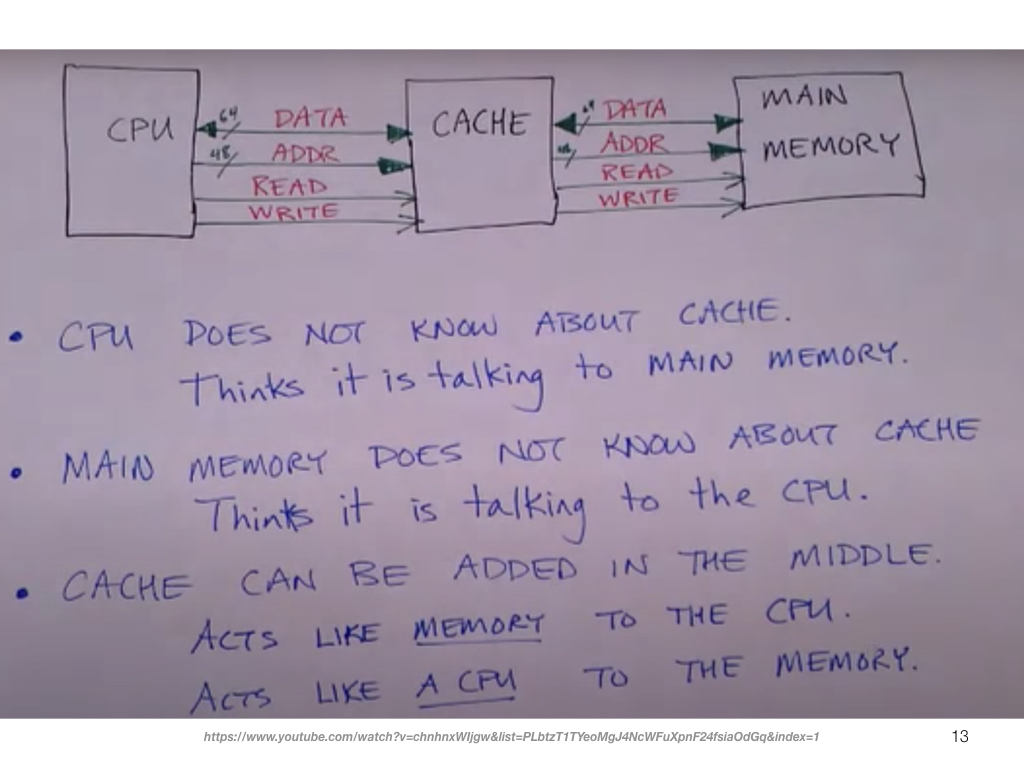 CPU
64 DATA
48 ADDR
READ
WRITE
CACHE
64 DATA
48 ADDR
READ
WRITE
MAIN
MEMORY
• CPU DOES NOT KNOW ABOUT CACHE.
Thinks it is talking to MAIN MEMORY.
• MAIN MEMORY DOES NOT KNOW ABOUT CACHE
Thinks it is talking to the CPU.
• CACHE CAN BE ADDED IN THE MIDDLE.
ACTS LIKE MEMORY TO THE CPU.
ACTS LIKE A CPU TO THE MEMORY.
https://www.youtube.com/watch?v=chnhnxWIjgw&list=PLbtzT1TYeoMgJ4NcWFuXpnF24fsiaOdGq&index=1
13